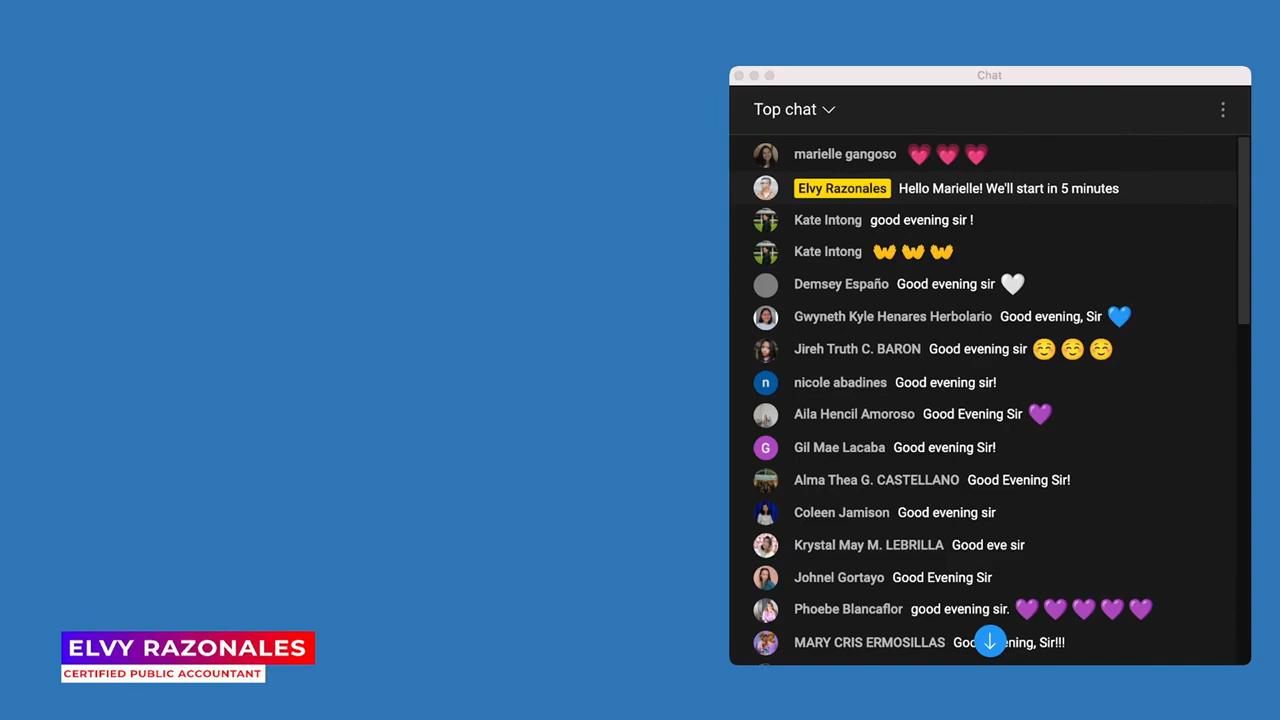 Chat
Top chat
marielle gangoso 💗 💗 💗
Elvy Razonales Hello Marielle! We'll start in 5 minutes
Kate Intong good evening sir !
Kate Intong 👐 👐 👐
Demsey Españo Good evening sir 🤍
Gwyneth Kyle Henares Herbolario Good evening, Sir 💙
Jireh Truth C. BARON Good evening sir ☺️ ☺️ ☺️
n nicole abadines Good evening sir!
Aila Hencil Amoroso Good Evening Sir 💜
G Gil Mae Lacaba Good evening Sir!
Alma Thea G. CASTELLANO Good Evening Sir!
Coleen Jamison Good evening sir
Krystal May M. LEBRILLA Good eve sir
Johnel Gortayo Good Evening Sir
Phoebe Blancaflor good evening sir. 💜 💜 💜 💜 💜
MARY CRIS ERMOSILLAS Good Evening, Sir!!!
ELVY RAZONALES
CERTIFIED PUBLIC ACCOUNTANT